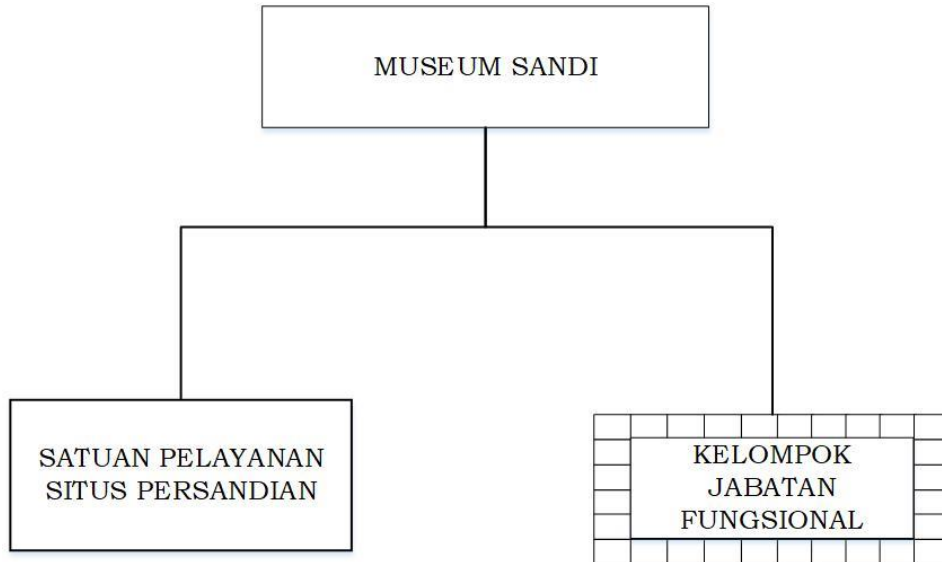 MUSEUM SANDI
SATUAN PELAYANAN
SITUS PERSANDIAN
KELOMPOK
JABATAN
FUNGSIONAL